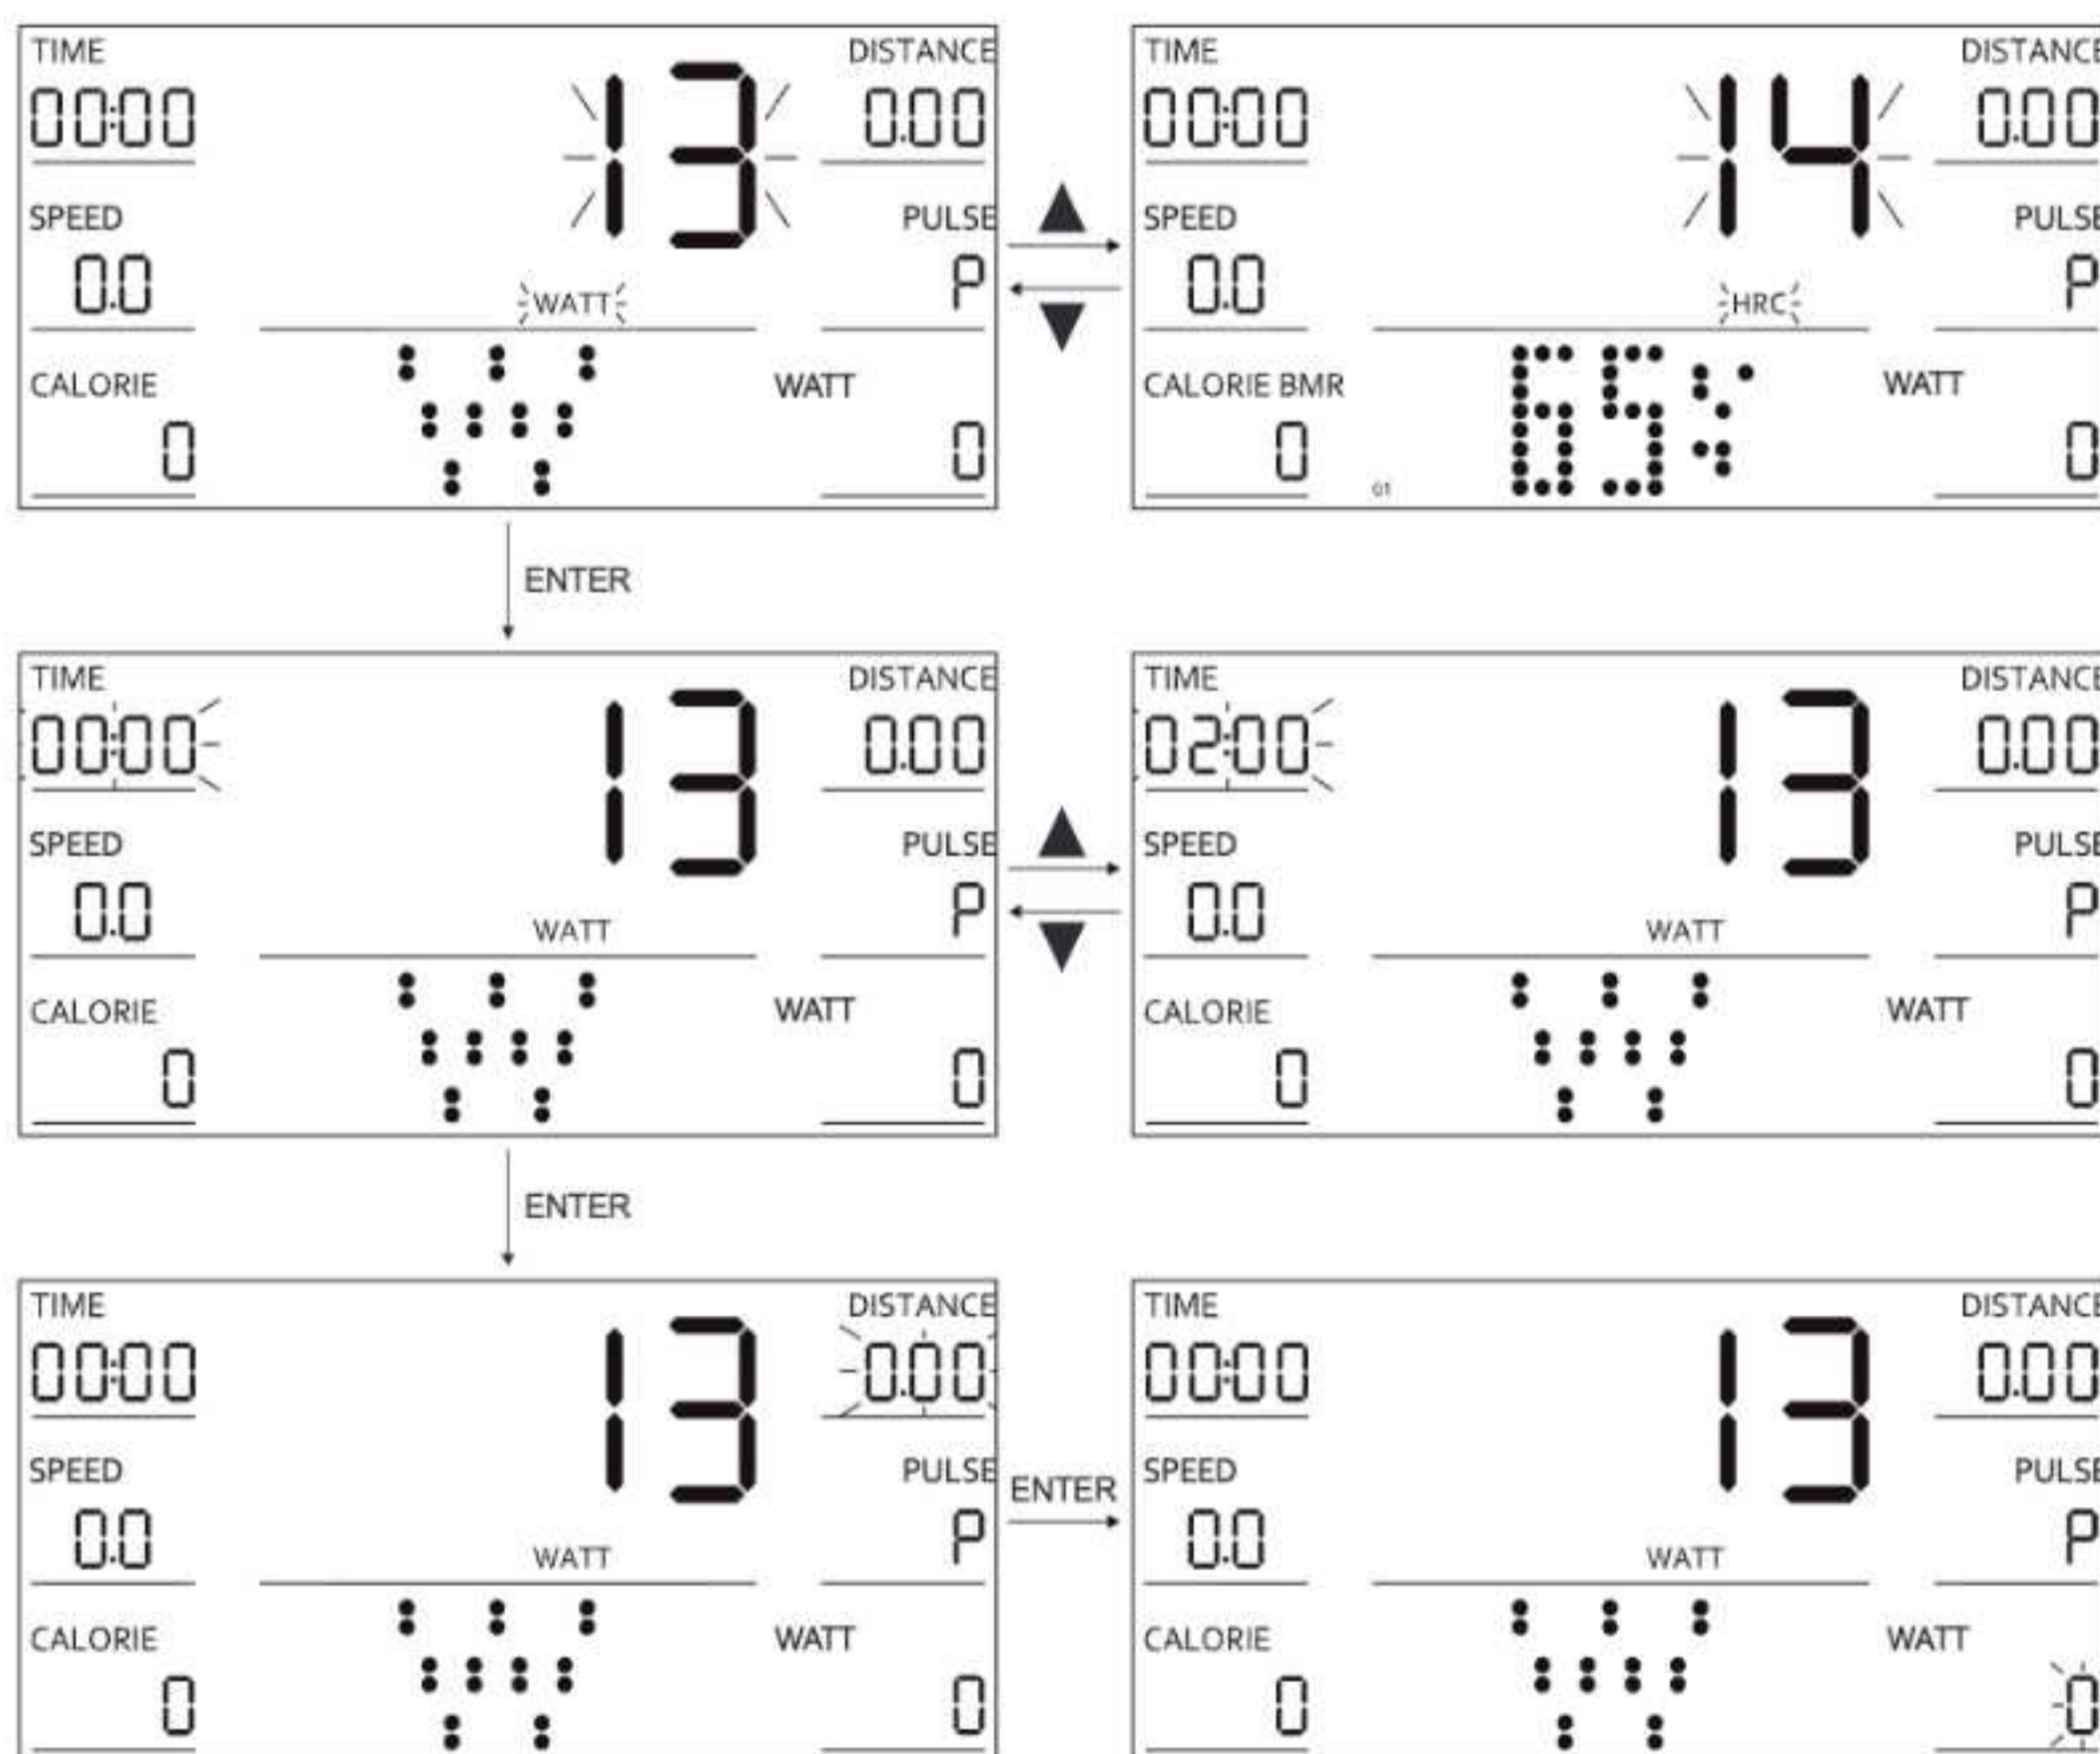 TIME
DISTANCE
00:00
13
0.00
SPEED
PULSE
0.0
WATT
P
CALORIE
W
WATT
0
0
▲
▼
TIME
DISTANCE
00:00
14
0.00
SPEED
PULSE
0.0
HRC
P
CALORIE BMR
65%
WATT
0
01
0
ENTER
TIME
DISTANCE
00:00
13
0.00
SPEED
PULSE
0.0
WATT
P
CALORIE
W
WATT
0
0
▲
▼
TIME
DISTANCE
02:00
13
0.00
SPEED
PULSE
0.0
WATT
P
CALORIE
W
WATT
0
0
ENTER
TIME
DISTANCE
00:00
13
0.00
SPEED
PULSE
0.0
WATT
P
CALORIE
W
WATT
0
0
ENTER
TIME
DISTANCE
00:00
13
0.00
SPEED
PULSE
0.0
WATT
P
CALORIE
W
WATT
0
0